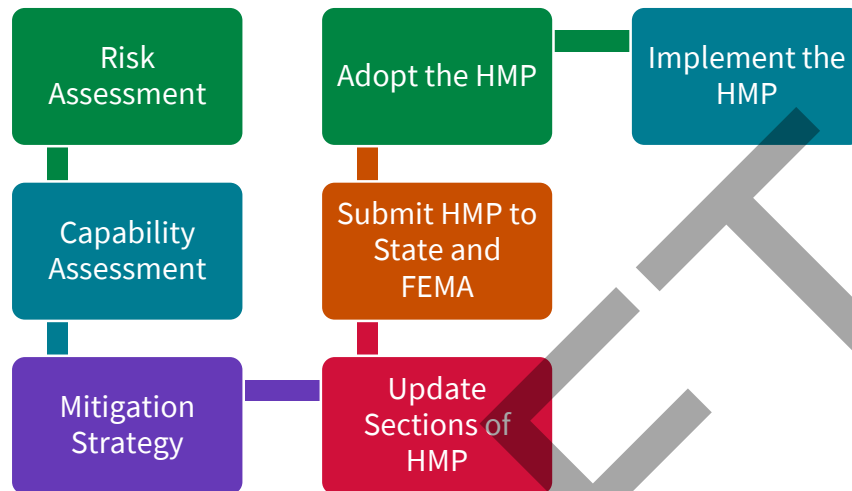 Risk
Assessment
Capability
Assessment
Mitigation
Strategy
Update
Sections of
HMP
Submit HMP to
State and
FEMA
Adopt the HMP
Implement the
HMP